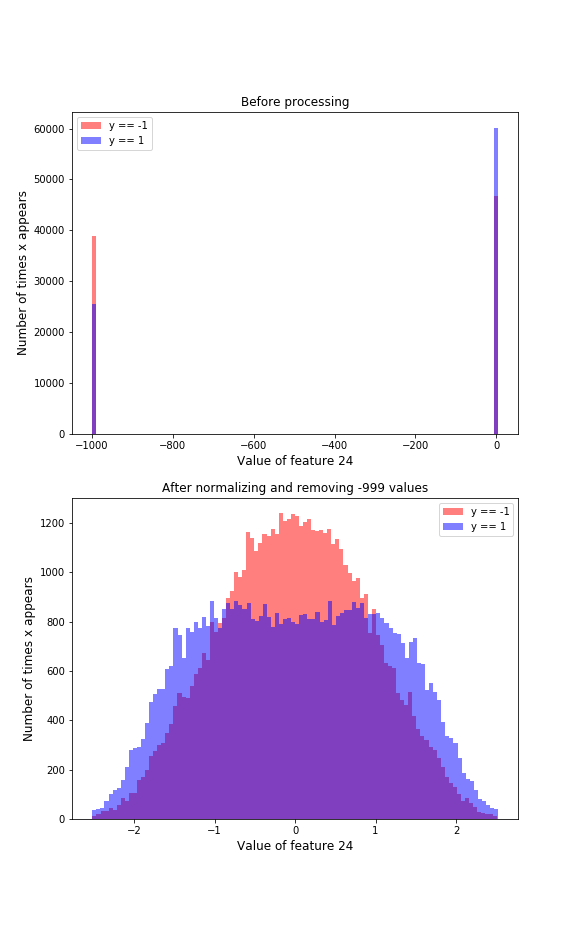 Before processing
y == -1
y == 1
60000
50000
40000
30000
20000
10000
0
Number of times x appears
−1000 −800 −600 −400 −200 0
Value of feature 24
After normalizing and removing -999 values
y == -1
y == 1
1200
1000
800
600
400
200
0
Number of times x appears
−2 −1 0 1 2
Value of feature 24